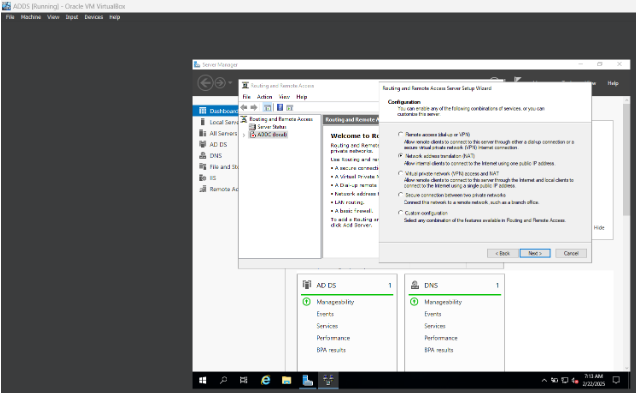 ADDS [Running] - Oracle VM VirtualBox
File Machine View Input Devices Help
Server Manager
Help
Dashboard
Local Serv
All Servers
AD DS
DNS
File and St
IIS
Remote Ac
Routing and Remote Access
File Action View Help
Routing and Remote Access
Server Status
ADDC (local)
Routing and Remote A
Welcome to Ro
Routing and Remote
private networks.
Use Routing and re
• A secure connecti
• A Virtual Private N
• A Dial-up remote
• Network address t
• LAN routing.
• A basic firewall.
To add a Routing an
click Add Server.
Routing and Remote Access Server Setup Wizard
Configuration
You can enable any of the following combinations of services, or you can
customize this server.
Remote access (dial-up or VPN)
Allow remote clients to connect to this server through either a dial-up connection or a
secure virtual private network (VPN) Internet connection.
Network address translation (NAT)
Allow internal clients to connect to the Internet using one public IP address.
Virtual private network (VPN) access and NAT
Allow remote clients to connect to this server through the Internet and local clients to
connect to the Internet using a single public IP address.
Secure connection between two private networks
Connect this network to a remote network, such as a branch office.
Custom configuration
Select any combination of the features available in Routing and Remote Access.
< Back Next > Cancel
Hide
AD DS 1
Manageability
Events
Services
Performance
BPA results
DNS 1
Manageability
Events
Services
Performance
BPA results
7:13 AM
2/22/2025